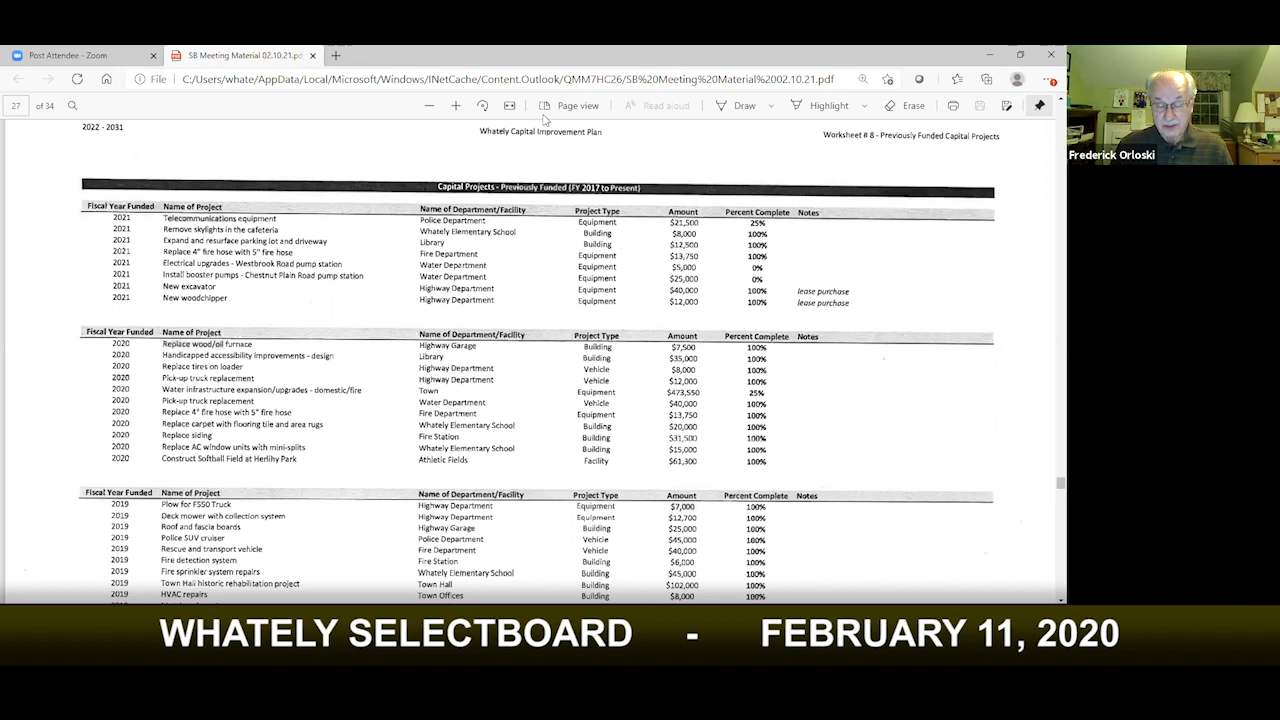 Post Attendee - Zoom
SB Meeting Material 02.10.21.pd
File
C:/Users/whate/AppData/Local/Microsoft/Windows/INetCache/Content.Outlook/QMM7HC26/SB%20Meeting%20Material%2002.10.21.pdf
27 of 34
Page view
Read aloud
Draw
Highlight
Erase
Frederick Orloski
2022 - 2031
Whately Capital Improvement Plan
Worksheet # 8 - Previously Funded Capital Projects
Capital Projects - Previously Funded (FY 2017 to Present)
Fiscal Year Funded Name of Project Name of Department/Facility Project Type Amount Percent Complete Notes
2021 Telecommunications equipment Police Department Equipment $21,500 25%
2021 Remove skylights in the cafeteria Whately Elementary School Building $8,000 100%
2021 Expand and resurface parking lot and driveway Library Building $12,500 100%
2021 Replace 4" fire hose with 5" fire hose Fire Department Equipment $13,750 100%
2021 Electrical upgrades - Westbrook Road pump station Water Department Equipment $5,000 0%
2021 Install booster pumps - Chestnut Plain Road pump station Water Department Equipment $25,000 0%
2021 New excavator Highway Department Equipment $40,000 100% lease purchase
2021 New woodchipper Highway Department Equipment $12,000 100% lease purchase
Fiscal Year Funded Name of Project Name of Department/Facility Project Type Amount Percent Complete Notes
2020 Replace wood/oil furnace Highway Garage Building $7,500 100%
2020 Handicapped accessibility improvements - design Library Building $35,000 100%
2020 Replace tires on loader Highway Department Vehicle $8,000 100%
2020 Pick-up truck replacement Highway Department Vehicle $12,000 100%
2020 Water infrastructure expansion/upgrades - domestic/fire Town Equipment $473,550 25%
2020 Pick-up truck replacement Water Department Vehicle $40,000 100%
2020 Replace 4" fire hose with 5" fire hose Fire Department Equipment $13,750 100%
2020 Replace carpet with flooring tile and area rugs Whately Elementary School Building $20,000 100%
2020 Replace siding Fire Station Building $31,500 100%
2020 Replace AC window units with mini-splits Whately Elementary School Building $15,000 100%
2020 Construct Softball Field at Herlihy Park Athletic Fields Facility $61,300 100%
Fiscal Year Funded Name of Project Name of Department/Facility Project Type Amount Percent Complete Notes
2019 Plow for F550 Truck Highway Department Equipment $7,000 100%
2019 Deck mower with collection system Highway Department Equipment $12,700 100%
2019 Roof and fascia boards Highway Garage Building $25,000 100%
2019 Police SUV cruiser Police Department Vehicle $45,000 100%
2019 Rescue and transport vehicle Fire Department Vehicle $40,000 100%
2019 Fire detection system Fire Station Building $6,000 100%
2019 Fire sprinkler system repairs Whately Elementary School Building $45,000 100%
2019 Town Hall historic rehabilitation project Town Hall Building $102,000 100%
2019 HVAC repairs Town Offices Building $8,000 100%
WHATELY SELECTBOARD - FEBRUARY 11, 2020